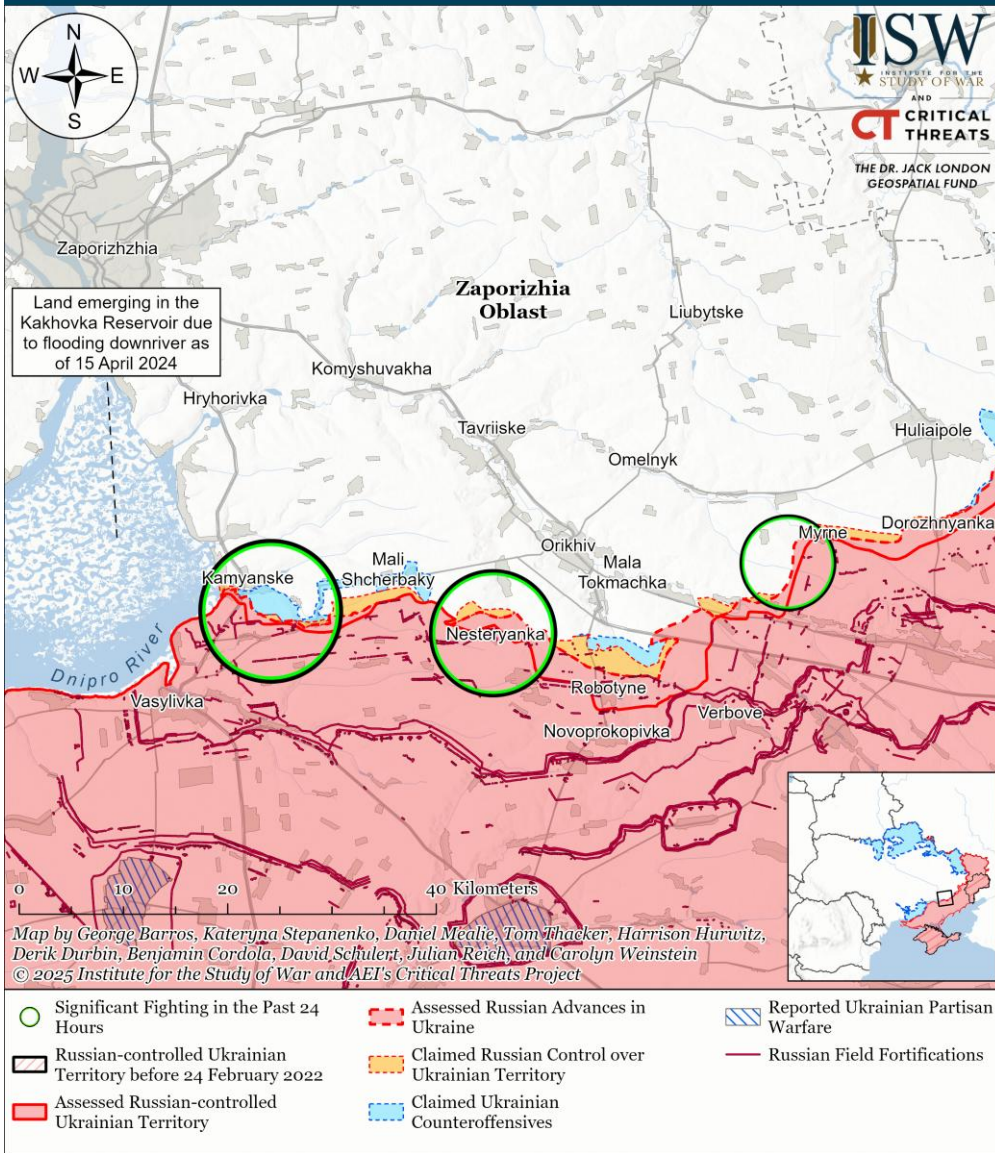 N
W
E
S
ISW
INSTITUTE FOR THE
STUDY OF WAR
AND
CT CRITICAL
THREATS
THE DR. JACK LONDON
GEOSPATIAL FUND
Zaporizhzhia
Land emerging in the
Kakhovka Reservoir due
to flooding downriver as
of 15 April 2024
Zaporizhia
Oblast
Liubytske
Komyshuvakha
Hryhorivka
Tavriiske
Huliaipole
Omelnyk
Dorozhnyanka
Myrne
Orikhiv
Mali
Shcherbaky
Mala
Tokmachka
Kamyanske
Nesteryanka
Dnipro River
Robotyne
Vasylivka
Verbove
Novoprokopivka
0 10 20 40 Kilometers
Map by George Barros, Kateryna Stepanenko, Daniel Mealie, Tom Thacker, Harrison Hurwitz,
Derik Durbin, Benjamin Cordola, David Schulert, Julian Reich, and Carolyn Weinstein
© 2025 Institute for the Study of War and AEI's Critical Threats Project
Significant Fighting in the Past 24
Hours
Russian-controlled Ukrainian
Territory before 24 February 2022
Assessed Russian-controlled
Ukrainian Territory
Assessed Russian Advances in
Ukraine
Claimed Russian Control over
Ukrainian Territory
Claimed Ukrainian
Counteroffensives
Reported Ukrainian Partisan
Warfare
Russian Field Fortifications